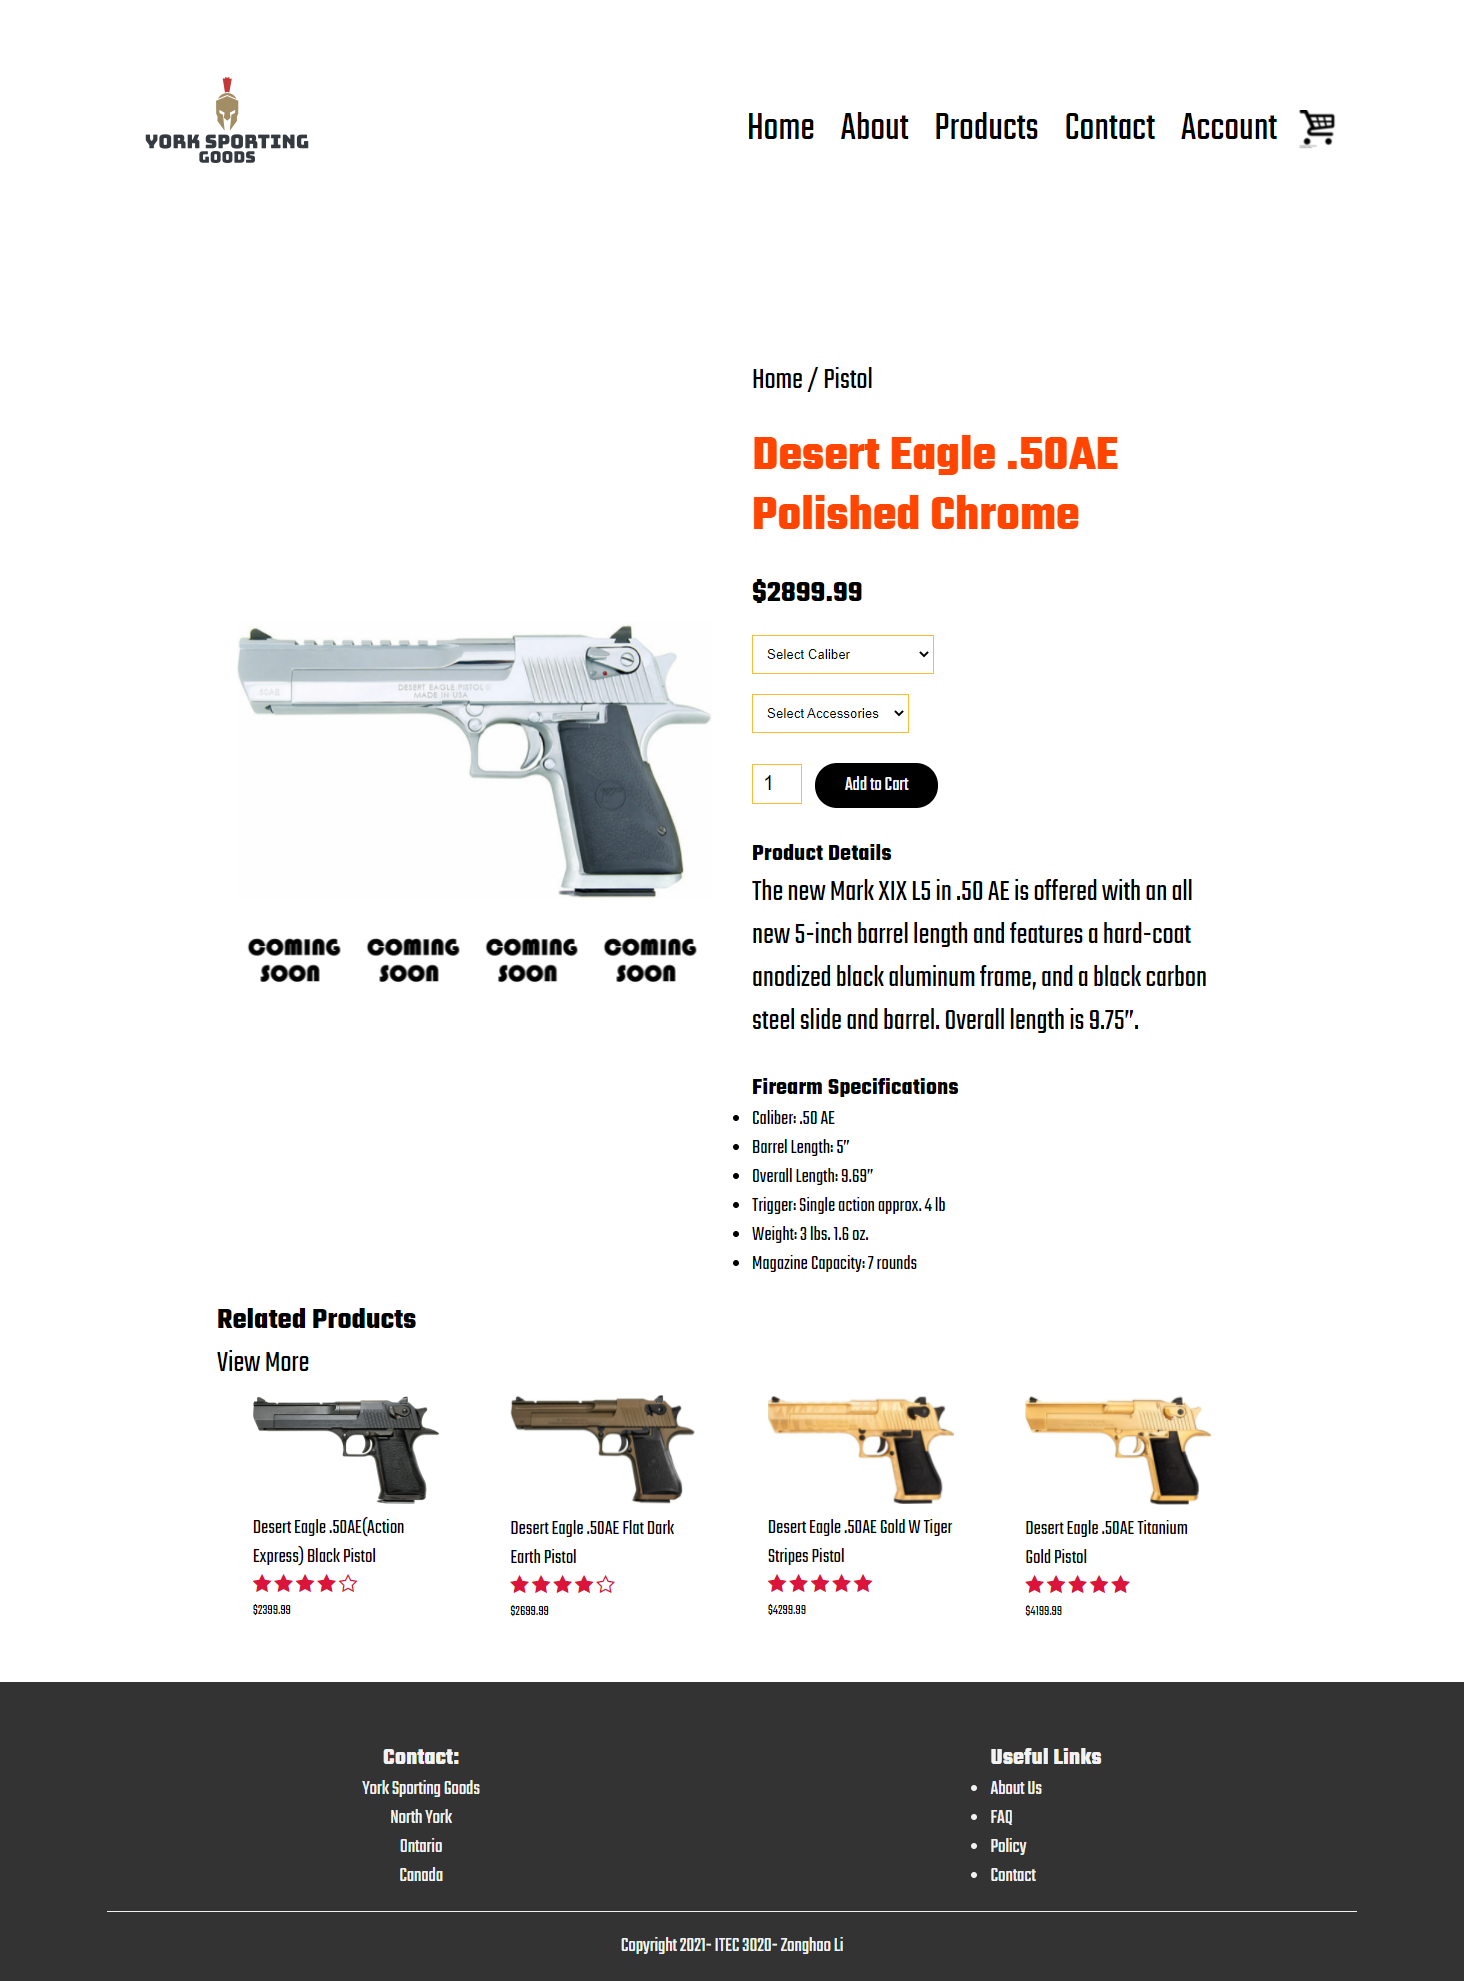 YORK SPORTING
GOODS
Home About Products Contact Account
Home / Pistol
Desert Eagle .50AE
Polished Chrome
$2899.99
Select Caliber
Select Accessories
1 Add to Cart
.50AE
DESERT EAGLE PISTOL
MADE IN USA
COMING SOON
COMING SOON
COMING SOON
COMING SOON
Product Details
The new Mark XIX L5 in .50 AE is offered with an all
new 5-inch barrel length and features a hard-coat
anodized black aluminum frame, and a black carbon
steel slide and barrel. Overall length is 9.75”.
Firearm Specifications
Caliber: .50 AE
Barrel Length: 5”
Overall Length: 9.69”
Trigger: Single action approx. 4 lb
Weight: 3 lbs. 1.6 oz.
Magazine Capacity: 7 rounds
Related Products
View More
Desert Eagle .50AE(Action
Express) Black Pistol
$2399.99
Desert Eagle .50AE Flat Dark
Earth Pistol
$2699.99
Desert Eagle .50AE Gold W Tiger
Stripes Pistol
$4299.99
Desert Eagle .50AE Titanium
Gold Pistol
$4199.99
Contact:
York Sporting Goods
North York
Ontario
Canada
Useful Links
About Us
FAQ
Policy
Contact
Copyright 2021- ITEC 3020- Zonghao Li